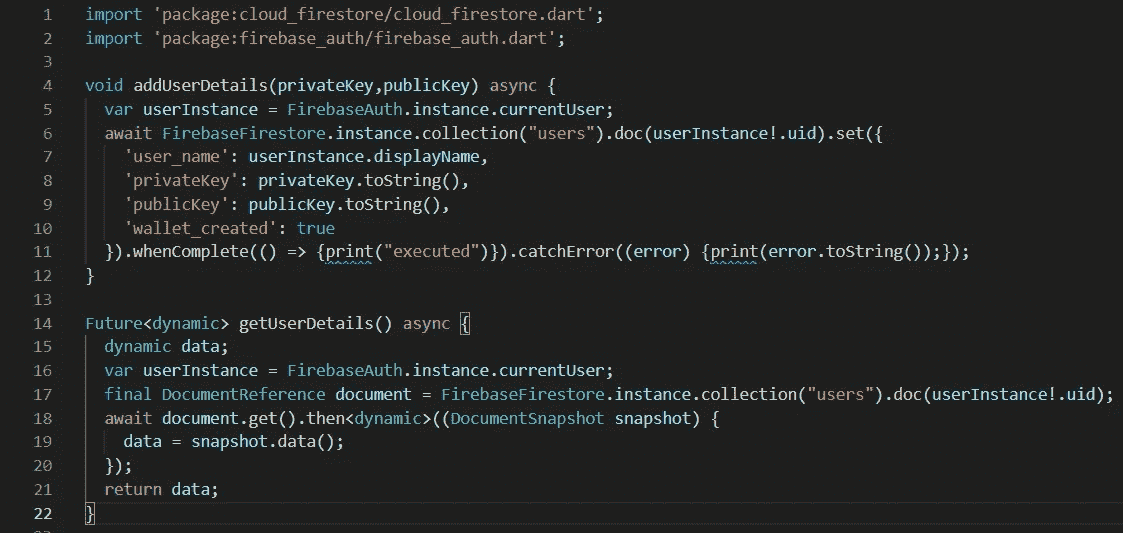 1 import 'package:cloud_firestore/cloud_firestore.dart';
2 import 'package:firebase_auth/firebase_auth.dart';
3
4 void addUserDetails(privateKey,publicKey) async {
5 var userInstance = FirebaseAuth.instance.currentUser;
6 await FirebaseFirestore.instance.collection("users").doc(userInstance!.uid).set({
7 'user_name': userInstance.displayName,
8 'privateKey': privateKey.toString(),
9 'publicKey': publicKey.toString(),
10 'wallet_created': true
11 }).whenComplete(() => {print("executed")}).catchError((error) {print(error.toString());});
12 }
13
14 Future<dynamic> getUserDetails() async {
15 dynamic data;
16 var userInstance = FirebaseAuth.instance.currentUser;
17 final DocumentReference document = FirebaseFirestore.instance.collection("users").doc(userInstance!.uid);
18 await document.get().then<dynamic>((DocumentSnapshot snapshot) {
19 data = snapshot.data();
20 });
21 return data;
22 }